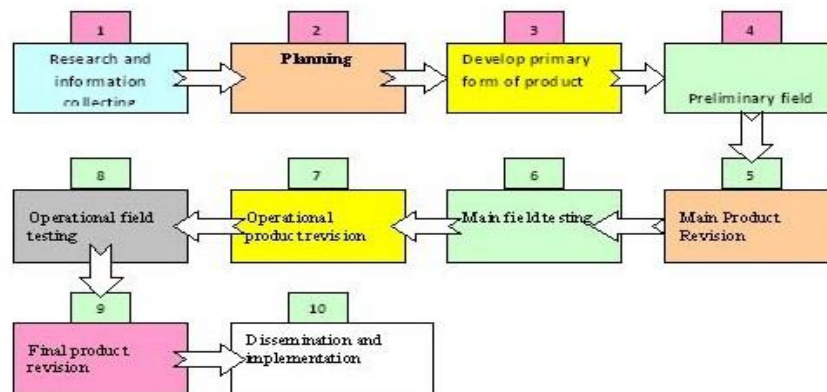 1
Research and
information
collecting
2
Planning
3
Develop primary
form of product
4
Preliminary field
5
Main Product
Revision
6
Main field testing
7
Operational
product revision
8
Operational field
testing
9
Final product
revision
10
Dissemination and
implementation